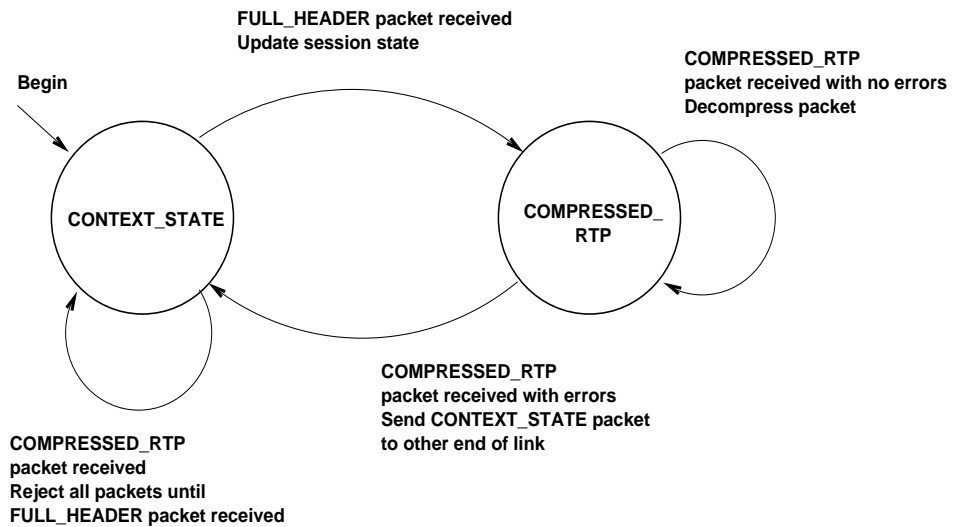 FULL_HEADER packet received
Update session state
COMPRESSED_RTP
packet received with no errors
Decompress packet
Begin
CONTEXT_STATE
COMPRESSED_
RTP
COMPRESSED_RTP
packet received with errors
Send CONTEXT_STATE packet
to other end of link
COMPRESSED_RTP
packet received
Reject all packets until
FULL_HEADER packet received